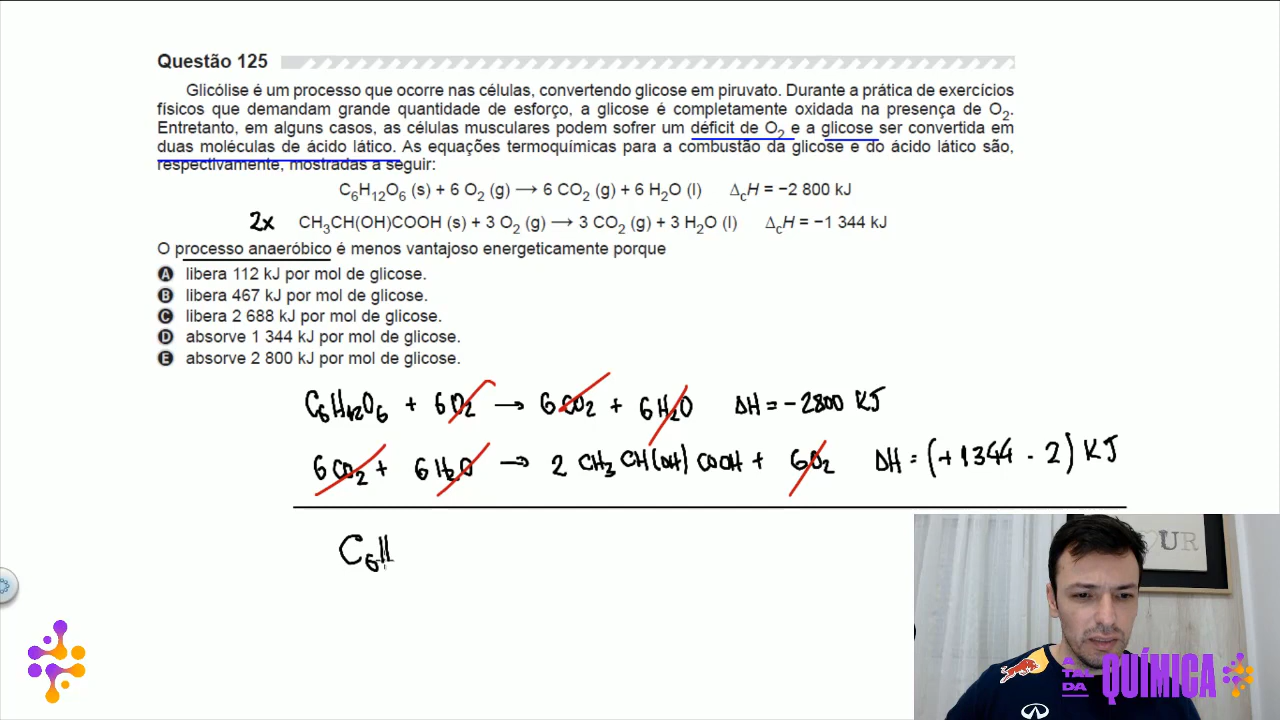 Questão 125
Glicólise é um processo que ocorre nas células, convertendo glicose em piruvato. Durante a prática de exercícios
físicos que demandam grande quantidade de esforço, a glicose é completamente oxidada na presença de O₂.
Entretanto, em alguns casos, as células musculares podem sofrer um déficit de O₂ e a glicose ser convertida em
duas moléculas de ácido lático. As equações termoquímicas para a combustão da glicose e do ácido lático são,
respectivamente, mostradas a seguir:
C₆H₁₂O₆ (s) + 6 O₂ (g) ⟶ 6 CO₂ (g) + 6 H₂O (l) Δ_cH = −2 800 kJ
2x CH₃CH(OH)COOH (s) + 3 O₂ (g) ⟶ 3 CO₂ (g) + 3 H₂O (l) Δ_cH = −1 344 kJ
O processo anaeróbico é menos vantajoso energeticamente porque
A libera 112 kJ por mol de glicose.
B libera 467 kJ por mol de glicose.
C libera 2 688 kJ por mol de glicose.
D absorve 1 344 kJ por mol de glicose.
E absorve 2 800 kJ por mol de glicose.
C₆H₁₂O₆ + 6O₂ → 6CO₂ + 6H₂O ΔH = -2800 KJ
6CO₂ + 6H₂O → 2 CH₃CH(OH)COOH + 6O₂ ΔH = (+1344 . 2) KJ
C₆H
OUR
A TAL DA QUÍMICA